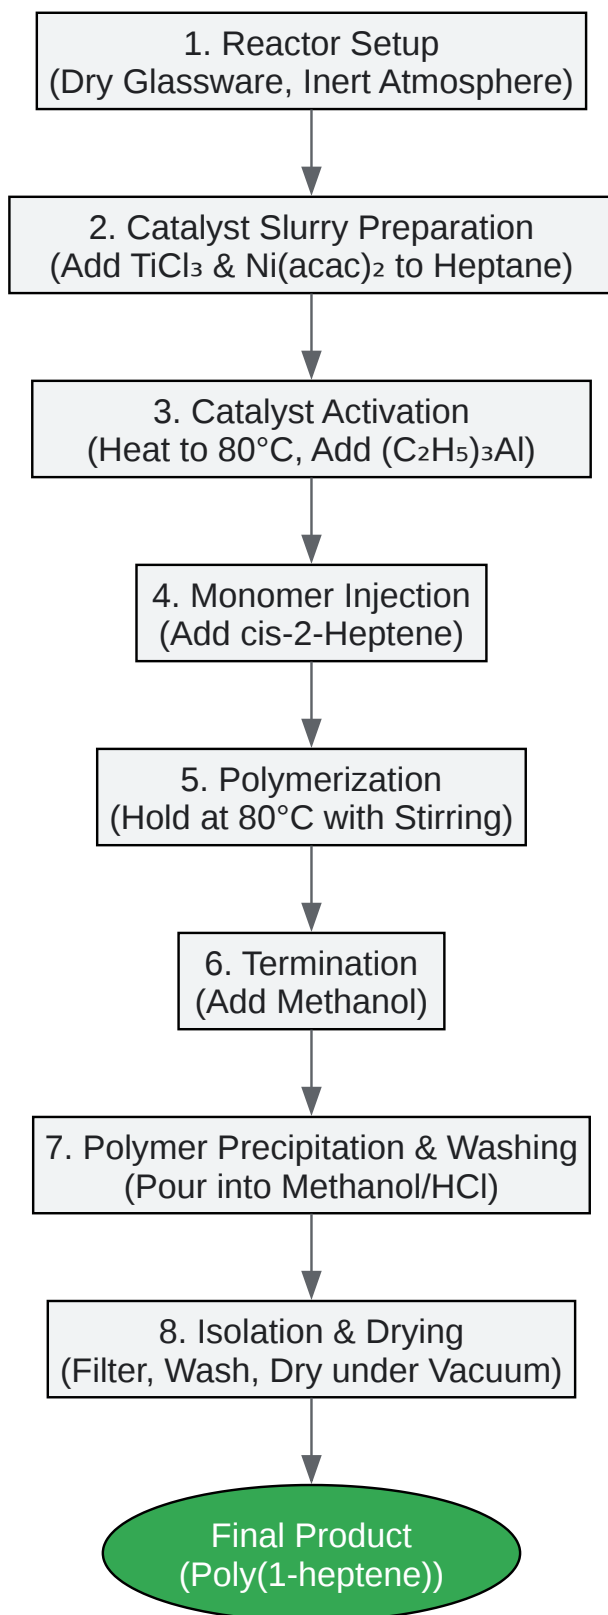 1. Reactor Setup
(Dry Glassware, Inert Atmosphere)
2. Catalyst Slurry Preparation
(Add TiCl₃ & Ni(acac)₂ to Heptane)
3. Catalyst Activation
(Heat to 80°C, Add (C₂H₅)₃Al)
4. Monomer Injection
(Add cis-2-Heptene)
5. Polymerization
(Hold at 80°C with Stirring)
6. Termination
(Add Methanol)
7. Polymer Precipitation & Washing
(Pour into Methanol/HCl)
8. Isolation & Drying
(Filter, Wash, Dry under Vacuum)
Final Product
(Poly(1-heptene))